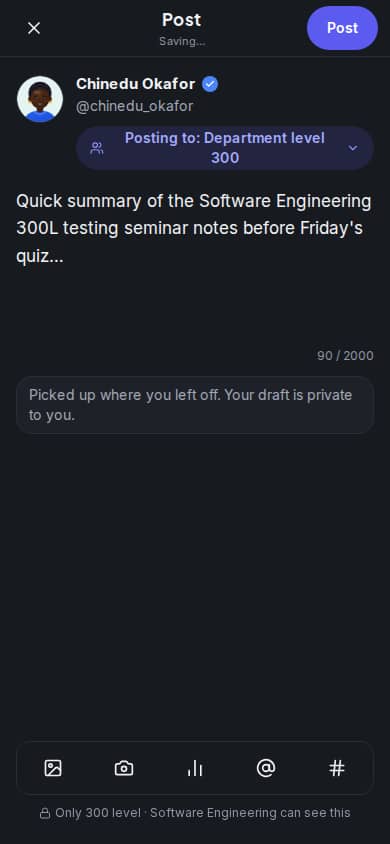 Post
Saving...
Post
Chinedu Okafor
@chinedu_okafor
Posting to: Department level
300
Quick summary of the Software Engineering
300L testing seminar notes before Friday's
quiz...
90 / 2000
Picked up where you left off. Your draft is private
to you.
Only 300 level · Software Engineering can see this